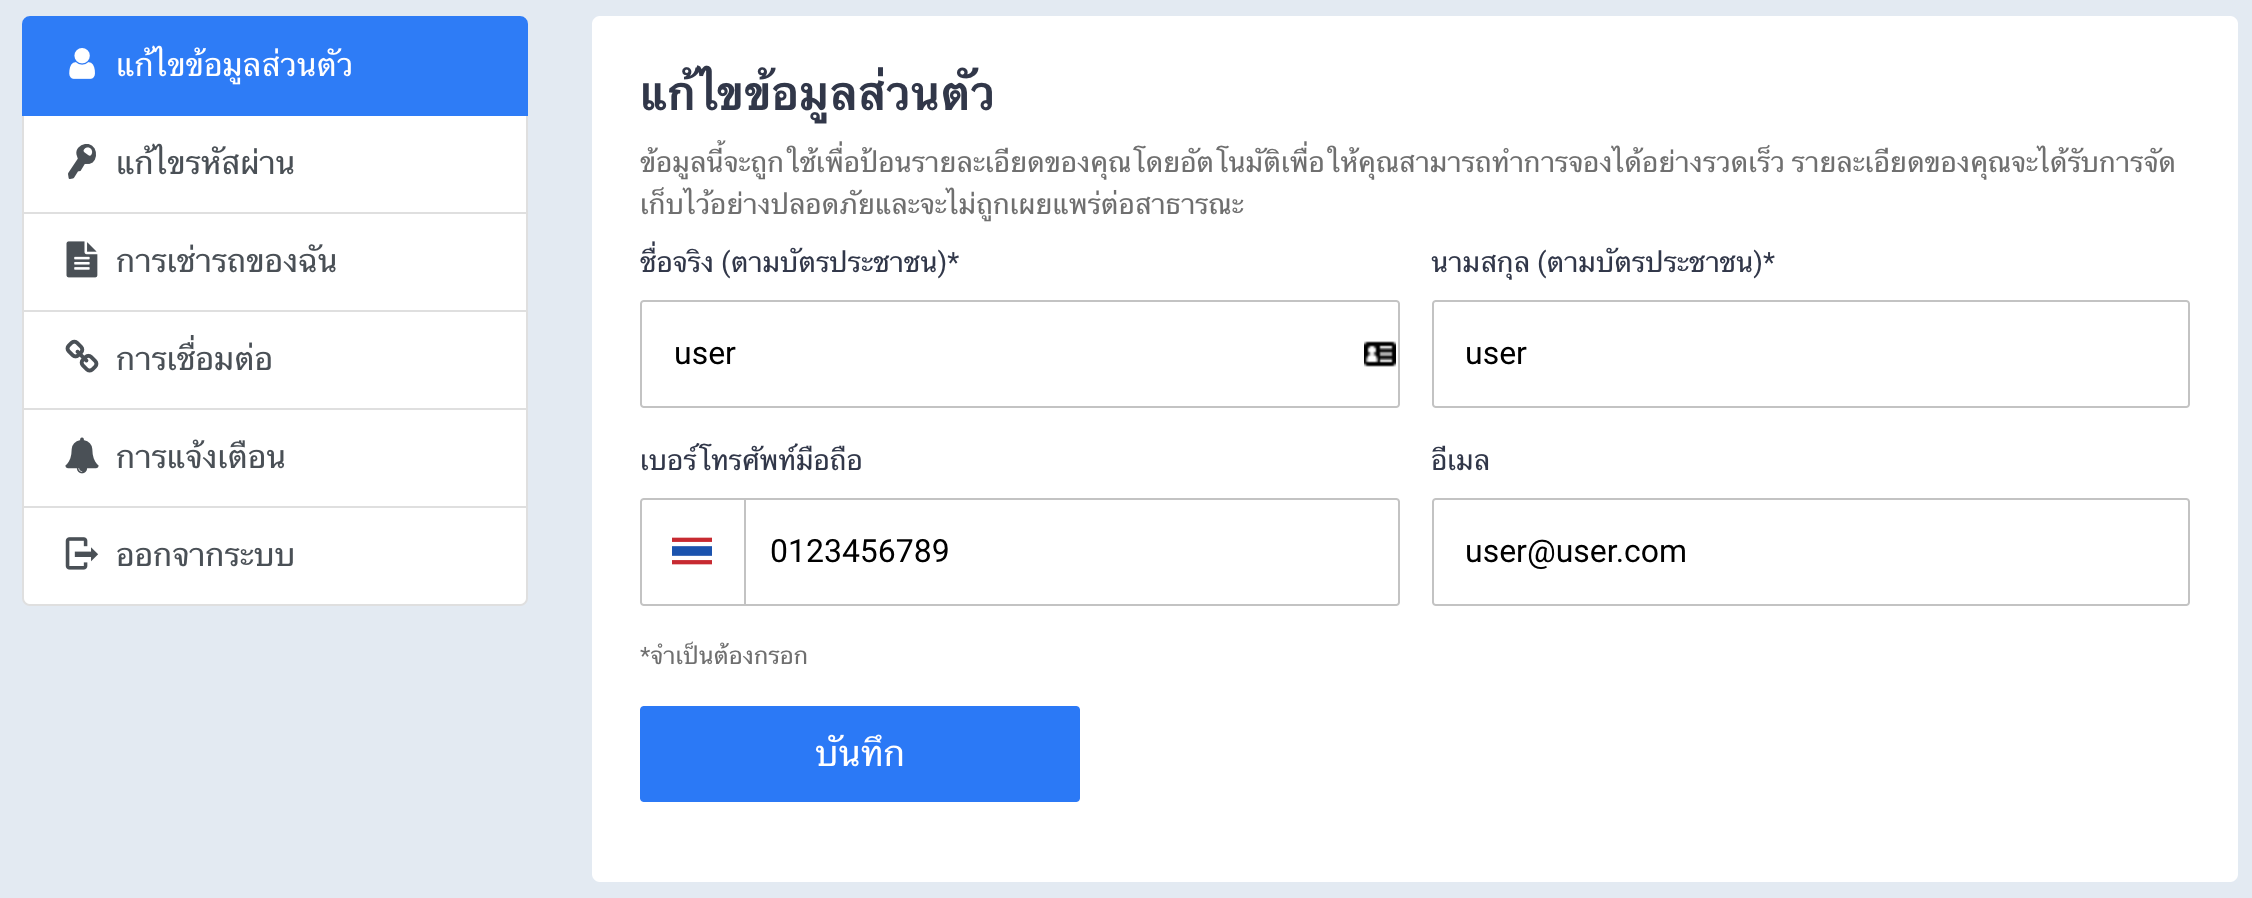 แก้ไขข้อมูลส่วนตัว
แก้ไขรหัสผ่าน
การเช่ารถของฉัน
การเชื่อมต่อ
การแจ้งเตือน
ออกจากระบบ
แก้ไขข้อมูลส่วนตัว
ข้อมูลนี้จะถูกใช้เพื่อป้อนรายละเอียดของคุณโดยอัตโนมัติเพื่อให้คุณสามารถทำการจองได้อย่างรวดเร็ว รายละเอียดของคุณจะได้รับการจัด
เก็บไว้อย่างปลอดภัยและจะไม่ถูกเผยแพร่ต่อสาธารณะ
ชื่อจริง (ตามบัตรประชาชน)*
นามสกุล (ตามบัตรประชาชน)*
user
user
เบอร์โทรศัพท์มือถือ
อีเมล
0123456789
user@user.com
*จำเป็นต้องกรอก
บันทึก